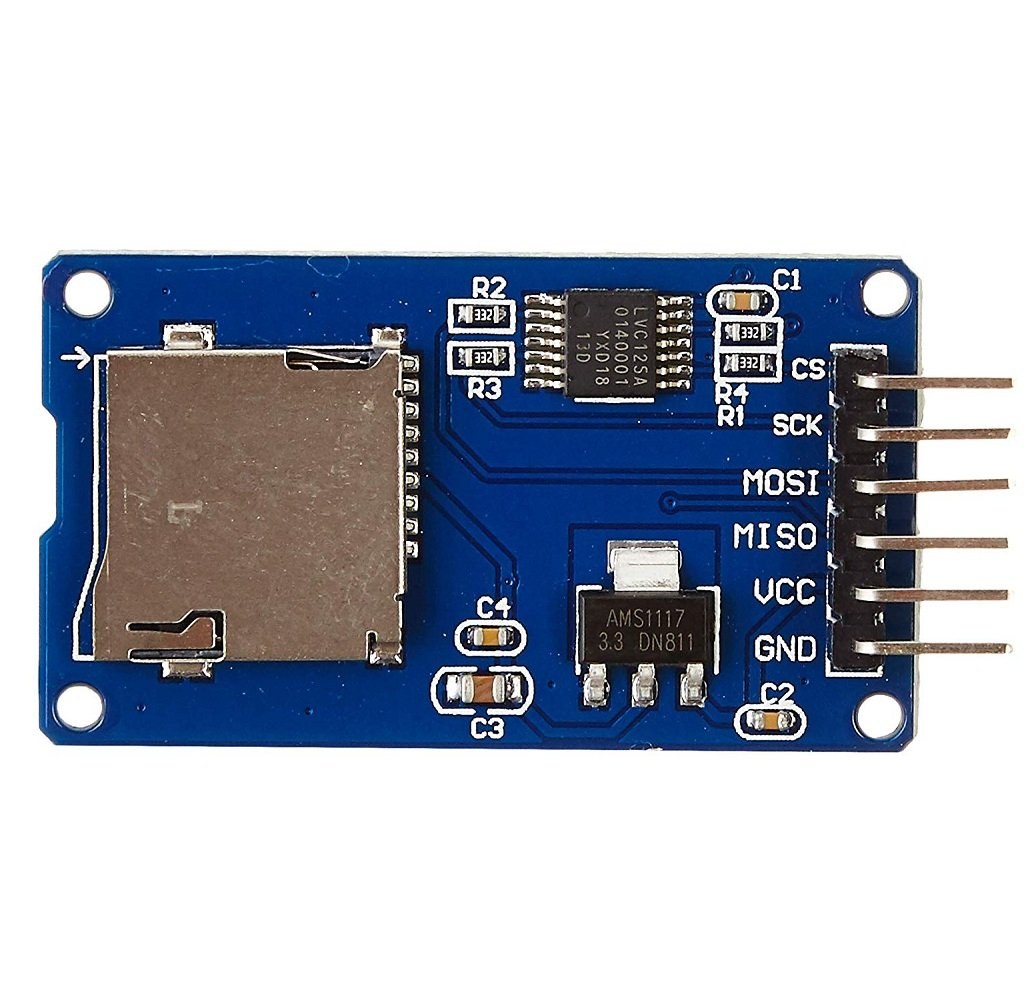 R2
C1
332
332
R3
LVC125A
0140001
YXD018
13D
332
332
R4
R1
CS
SCK
MOSI
MISO
VCC
GND
AMS1117
3.3 DN811
C4
C3
C2